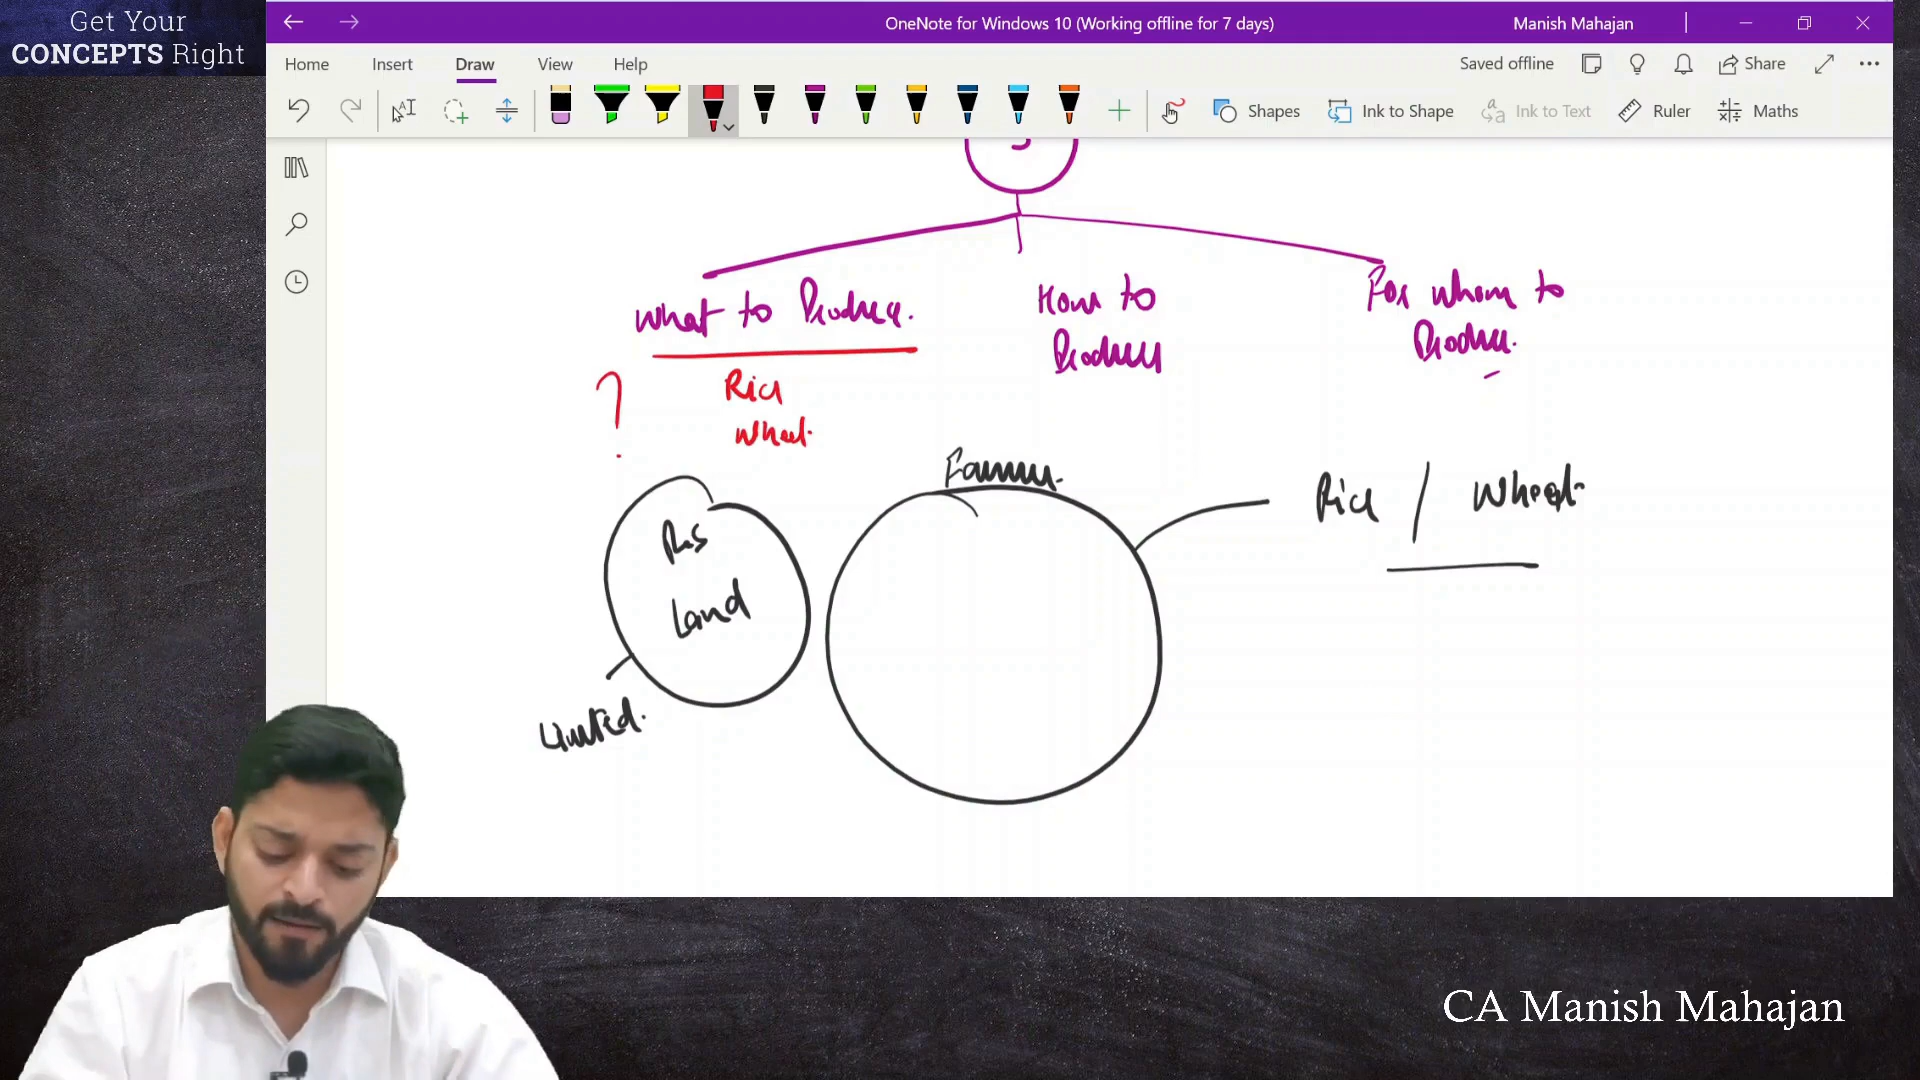 Get Your
CONCEPTS Right
OneNote for Windows 10 (Working offline for 7 days)
Manish Mahajan
Home Insert Draw View Help
Saved offline
Share
Shapes
Ink to Shape
Ink to Text
Ruler
Maths
What to Produce.
How to
Produce
For whom to
Produce.
?
Rice
Wheat.
Farmer.
Rice / Wheat.
Res
Land
Limited.
CA Manish Mahajan